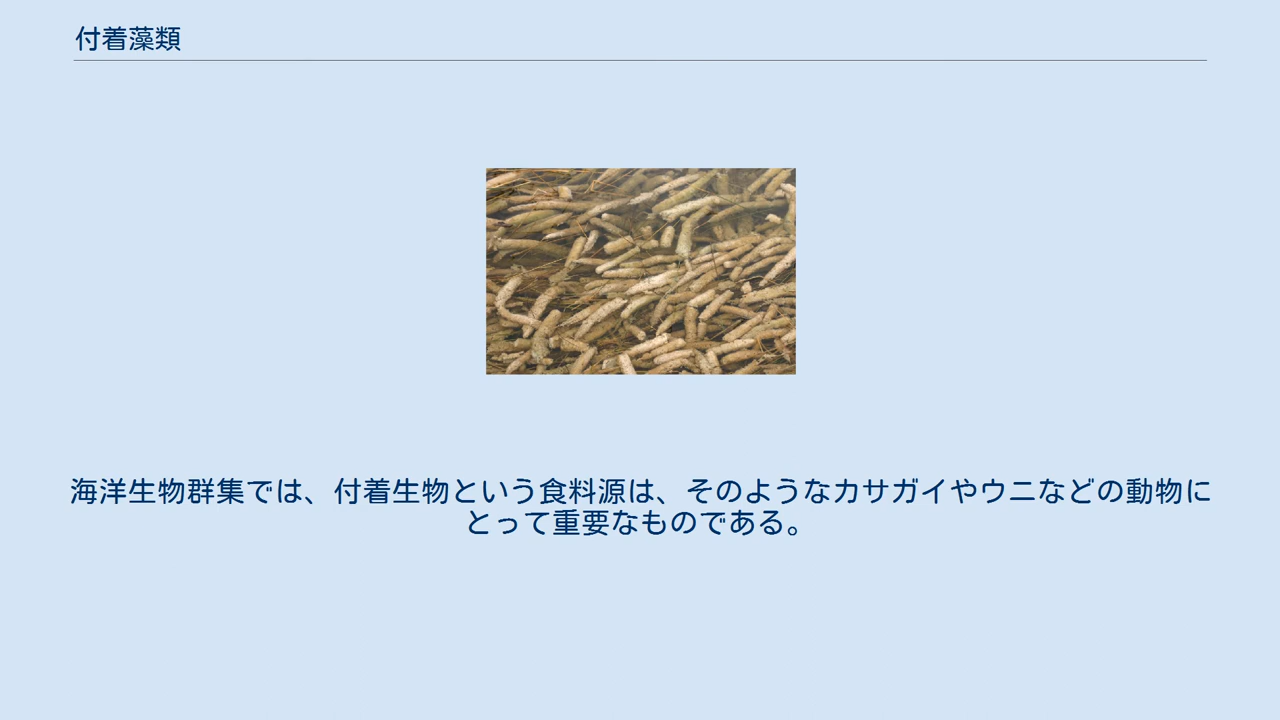 付着藻類
海洋生物群集では、付着生物という食料源は、そのようなカサガイやウニなどの動物に
とって重要なものである。